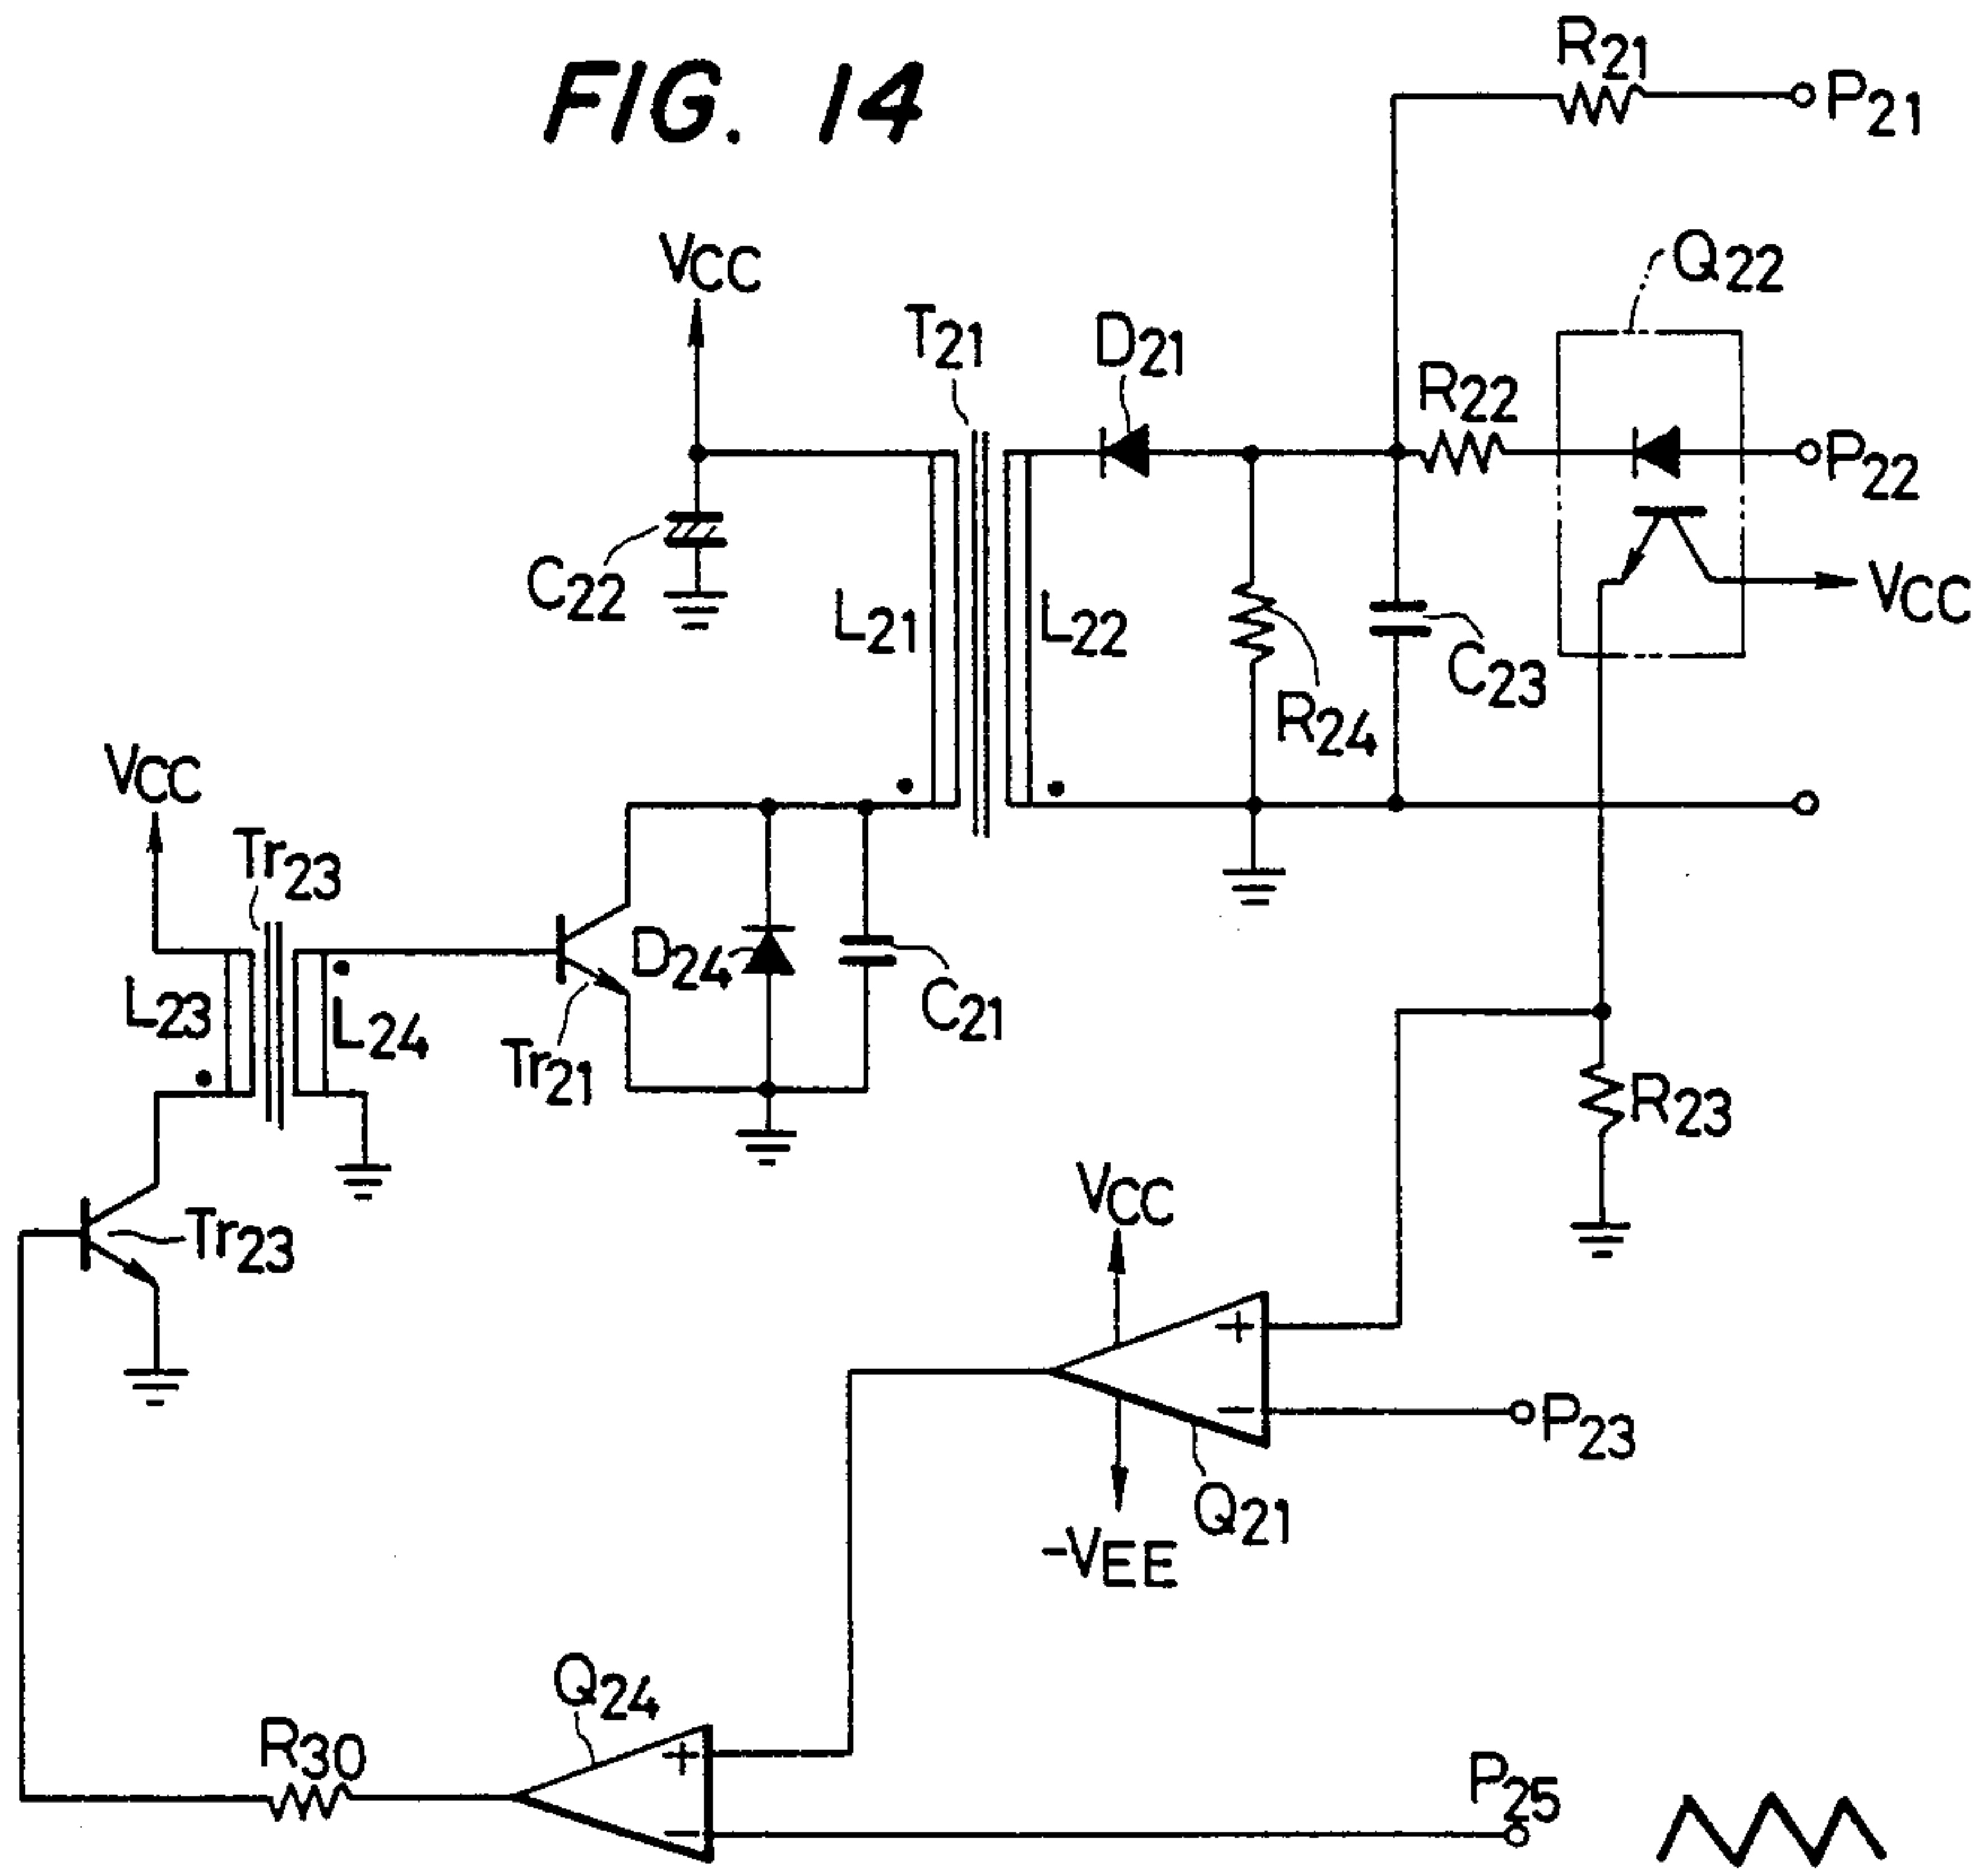 FIG. 14
R21
P21
VCC
Q22
T21
D21
R22
P22
C22
L21
L22
VCC
C23
R24
VCC
Tr23
L23
L24
D24
C21
Tr21
R23
Tr23
VCC
+
−
P23
Q21
-VEE
Q24
R30
+
−
P25